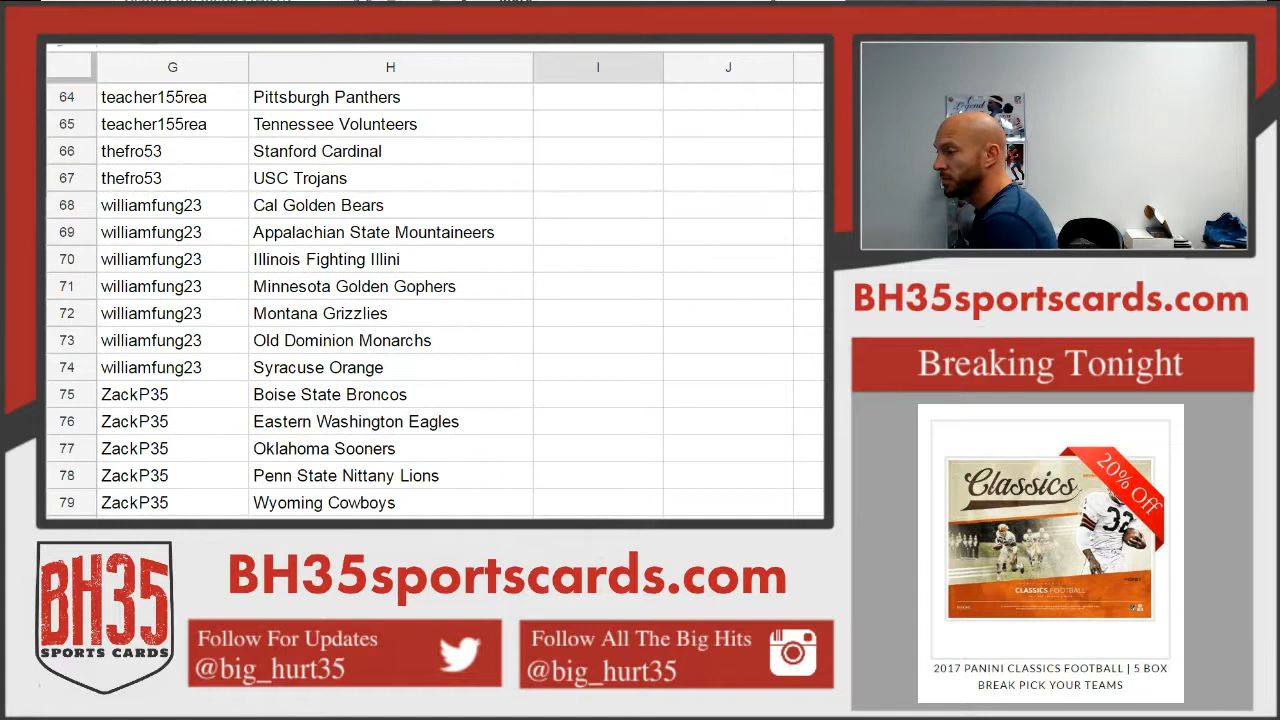 G H I J
64 teacher155rea Pittsburgh Panthers
65 teacher155rea Tennessee Volunteers
66 thefro53 Stanford Cardinal
67 thefro53 USC Trojans
68 williamfung23 Cal Golden Bears
69 williamfung23 Appalachian State Mountaineers
70 williamfung23 Illinois Fighting Illini
71 williamfung23 Minnesota Golden Gophers
72 williamfung23 Montana Grizzlies
73 williamfung23 Old Dominion Monarchs
74 williamfung23 Syracuse Orange
75 ZackP35 Boise State Broncos
76 ZackP35 Eastern Washington Eagles
77 ZackP35 Oklahoma Sooners
78 ZackP35 Penn State Nittany Lions
79 ZackP35 Wyoming Cowboys
Legend
BH35sportscards.com
Breaking Tonight
20% Off
Classics
32
CLASSICS FOOTBALL
2017 PANINI CLASSICS FOOTBALL | 5 BOX
BREAK PICK YOUR TEAMS
BH35
SPORTS CARDS
BH35sportscards.com
Follow For Updates
@big_hurt35
Follow All The Big Hits
@big_hurt35